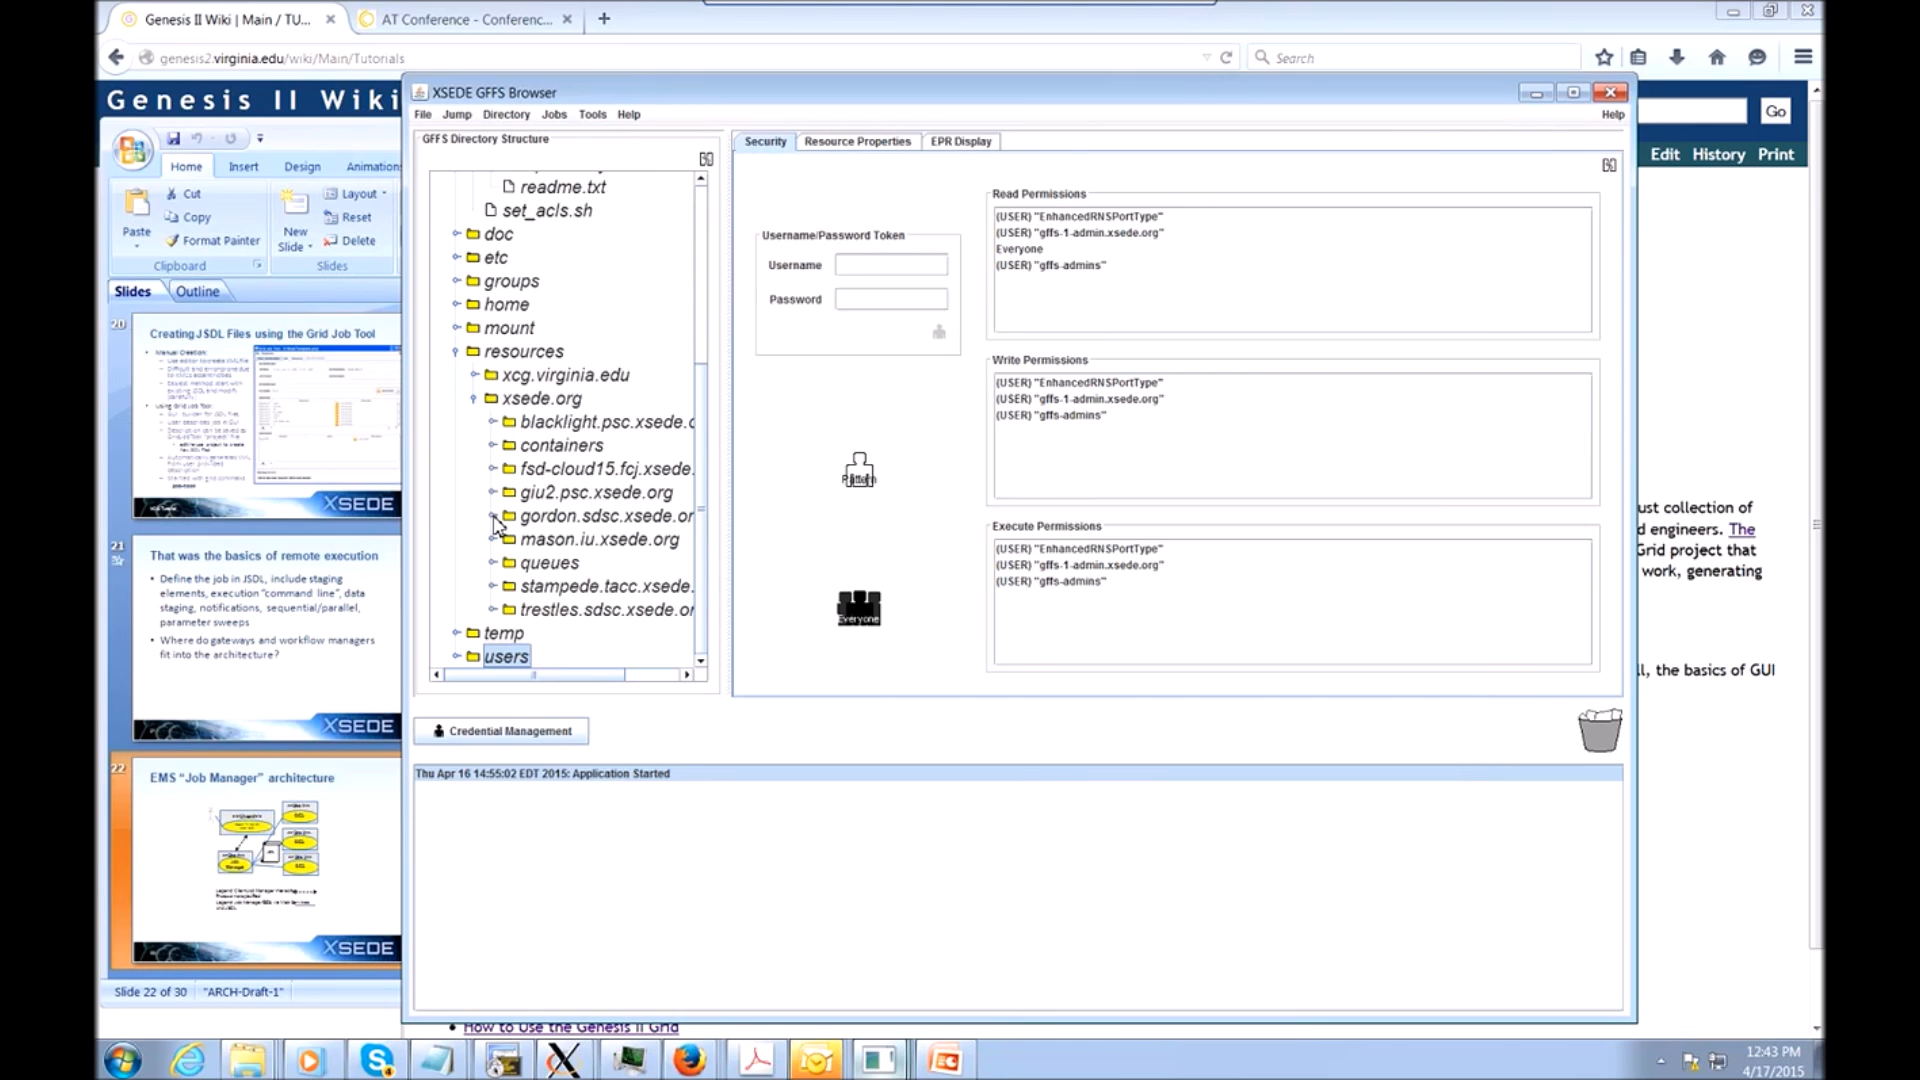 Genesis II Wiki | Main / TU...
AT Conference - Conferenc...
genesis2.virginia.edu/wiki/Main/Tutorials
Search
Genesis II Wiki
Go
Edit History Print
Home Insert Design Animation
Paste
Cut
Copy
Format Painter
Clipboard
New
Slide
Layout
Reset
Delete
Slides
Slides Outline
20
Creating JSDL Files using the Grid Job Tool
XSEDE
21
That was the basics of remote execution
• Define the job in JSDL, include staging
elements, execution "command line", data
staging, notifications, sequential/parallel,
parameter sweeps
• Where do gateways and workflow managers
fit into the architecture?
XSEDE
22
EMS "Job Manager" architecture
XSEDE
Slide 22 of 30 "ARCH-Draft-1"
XSEDE GFFS Browser
File Jump Directory Jobs Tools Help
Help
GFFS Directory Structure
readme.txt
set_acls.sh
doc
etc
groups
home
mount
resources
xcg.virginia.edu
xsede.org
blacklight.psc.xsede.o
containers
fsd-cloud15.fcj.xsede.
giu2.psc.xsede.org
gordon.sdsc.xsede.or
mason.iu.xsede.org
queues
stampede.tacc.xsede.
trestles.sdsc.xsede.or
temp
users
Security Resource Properties EPR Display
Username/Password Token
Username
Password
Pattern
Everyone
Read Permissions
(USER) "EnhancedRNSPortType"
(USER) "gffs-1-admin.xsede.org"
Everyone
(USER) "gffs-admins"
Write Permissions
(USER) "EnhancedRNSPortType"
(USER) "gffs-1-admin.xsede.org"
(USER) "gffs-admins"
Execute Permissions
(USER) "EnhancedRNSPortType"
(USER) "gffs-1-admin.xsede.org"
(USER) "gffs-admins"
Credential Management
Thu Apr 16 14:55:02 EDT 2015: Application Started
ust collection of
d engineers. The
Grid project that
work, generating
ll, the basics of GUI
• How to Use the Genesis II Grid
12:43 PM
4/17/2015